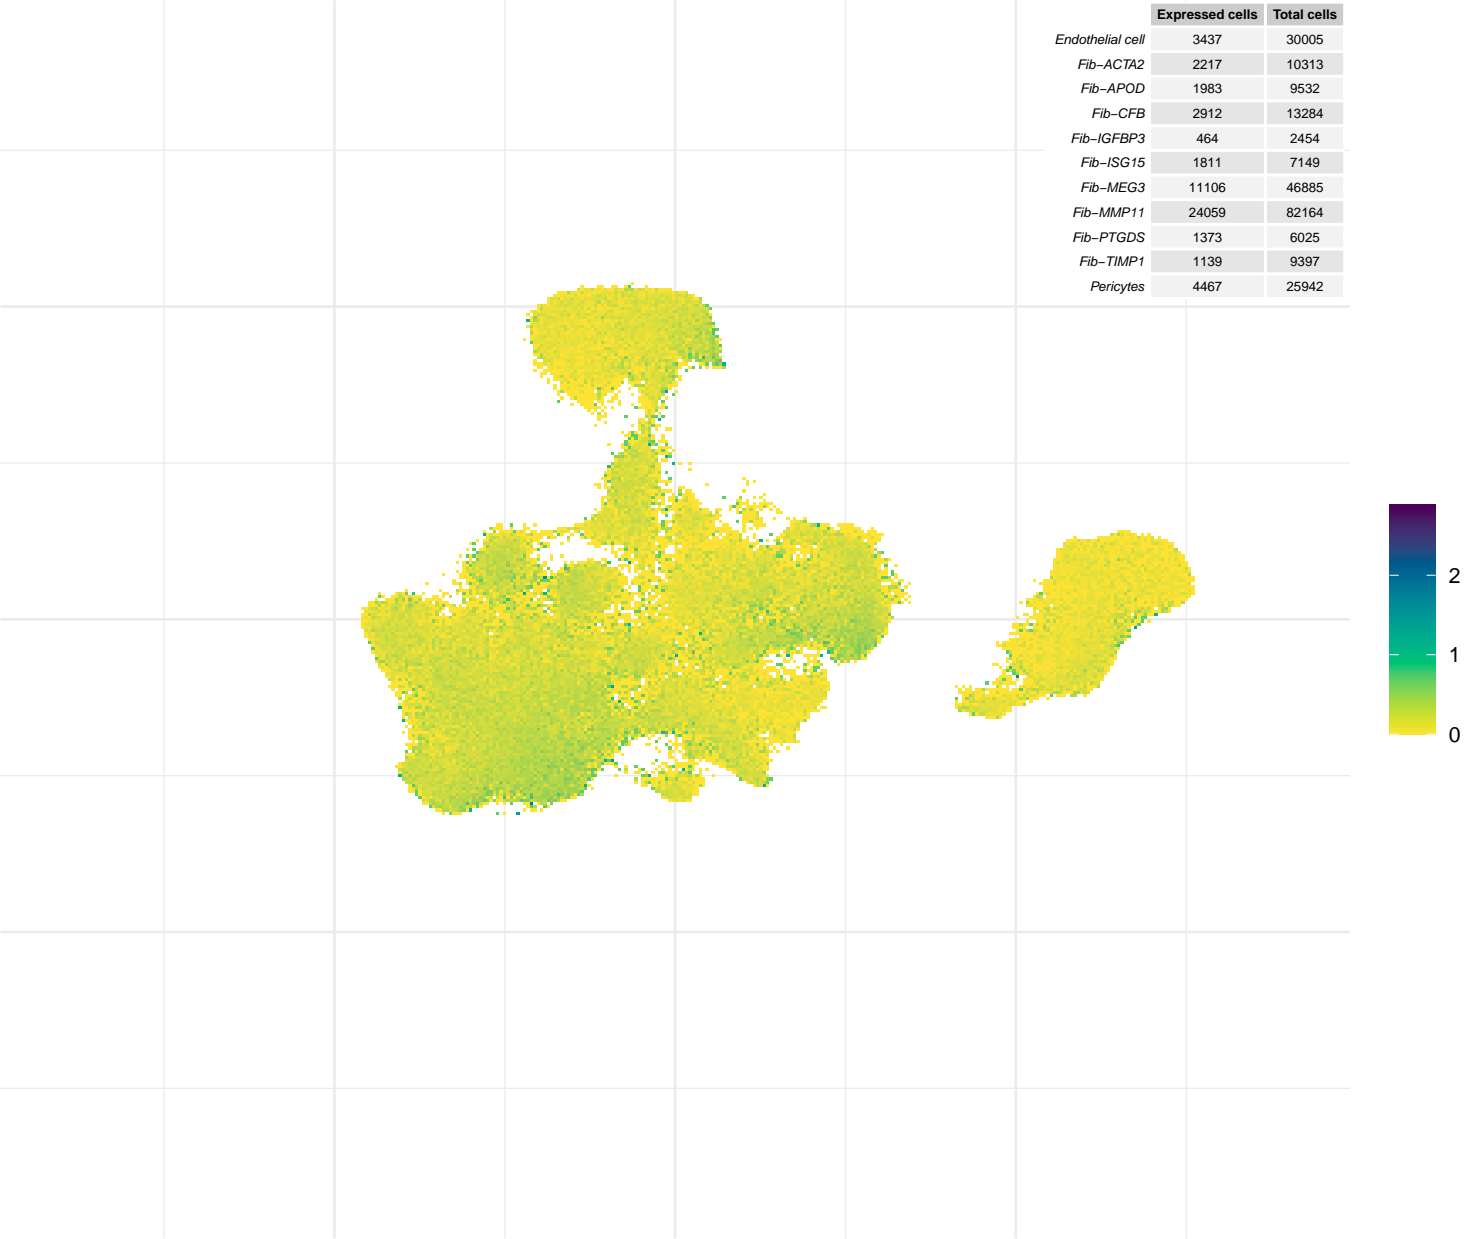 Expressed cells Total cells
Endothelial cell 3437 30005
Fib−ACTA2 2217 10313
Fib−APOD 1983 9532
Fib−CFB 2912 13284
Fib−IGFBP3 464 2454
Fib−ISG15 1811 7149
Fib−MEG3 11106 46885
Fib−MMP11 24059 82164
Fib−PTGDS 1373 6025
Fib−TIMP1 1139 9397
Pericytes 4467 25942
2
1
0